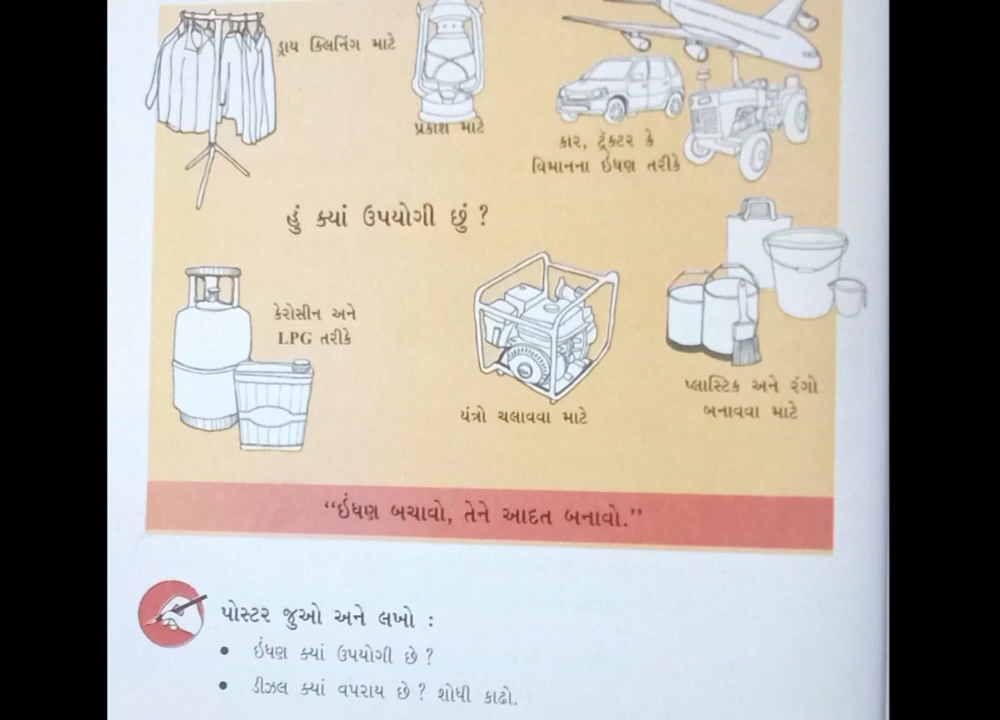 ડ્રાય ક્લિનિંગ માટે
પ્રકાશ માટે
કાર, ટ્રૅક્ટર કે
વિમાનના ઇંધણ તરીકે
હું ક્યાં ઉપયોગી છું ?
કેરોસીન અને
LPG તરીકે
યંત્રો ચલાવવા માટે
પ્લાસ્ટિક અને રંગો
બનાવવા માટે
“ઇંધણ બચાવો, તેને આદત બનાવો.”
પોસ્ટર જુઓ અને લખો :
• ઇંધણ ક્યાં ઉપયોગી છે ?
• ડીઝલ ક્યાં વપરાય છે ? શોધી કાઢો.